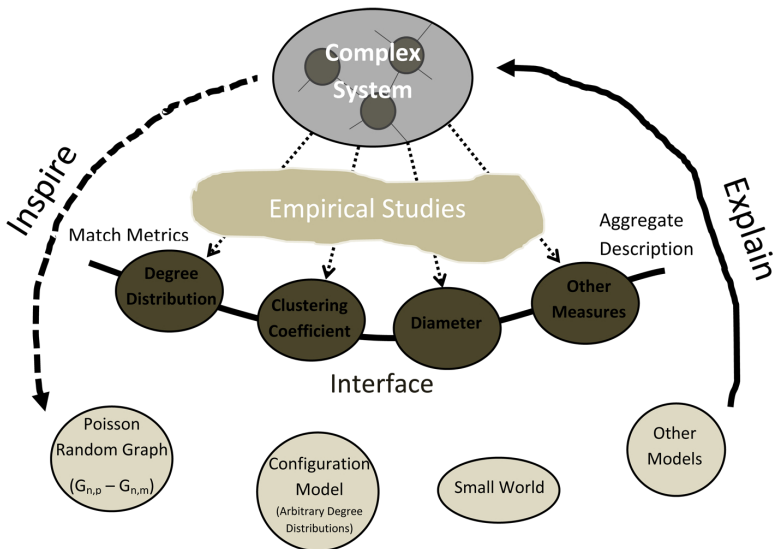 Complex
System
Inspire
Explain
Empirical Studies
Match Metrics
Aggregate
Description
Degree
Distribution
Clustering
Coefficient
Diameter
Other
Measures
Interface
Poisson
Random Graph
(Gn,p – Gn,m)
Configuration
Model
(Arbitrary Degree
Distributions)
Small World
Other
Models